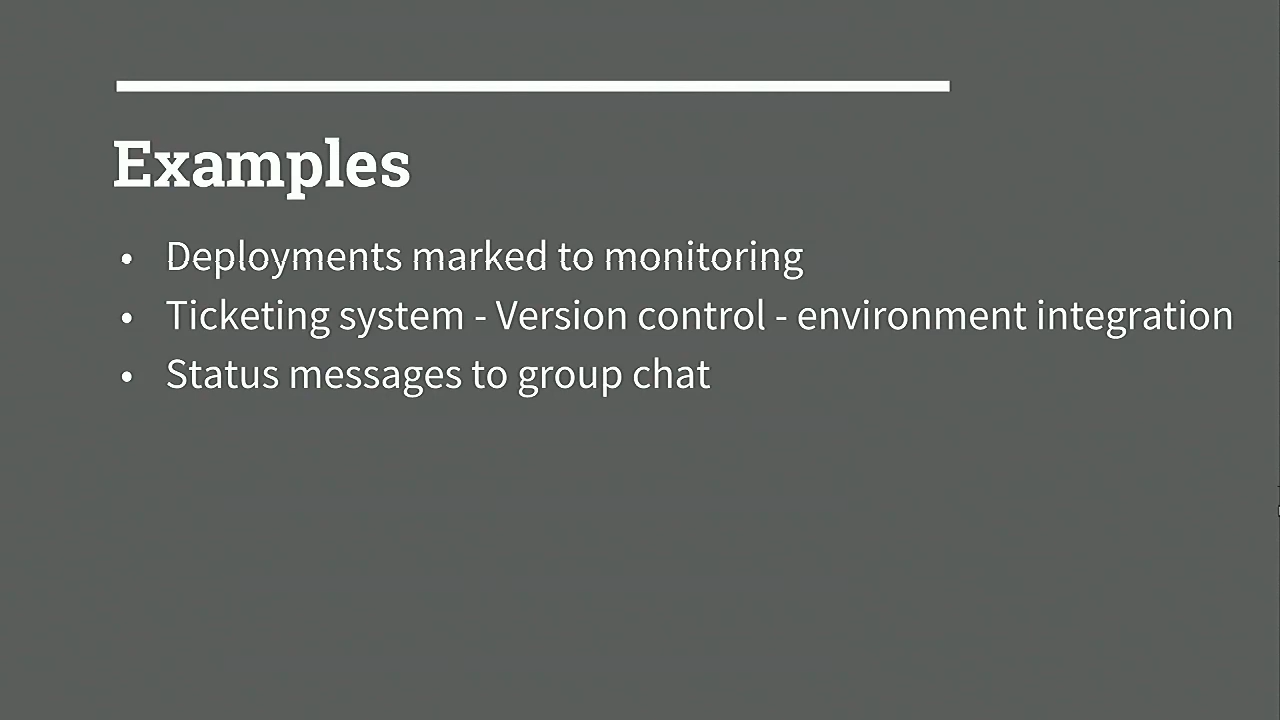 Examples
• Deployments marked to monitoring
• Ticketing system - Version control - environment integration
• Status messages to group chat